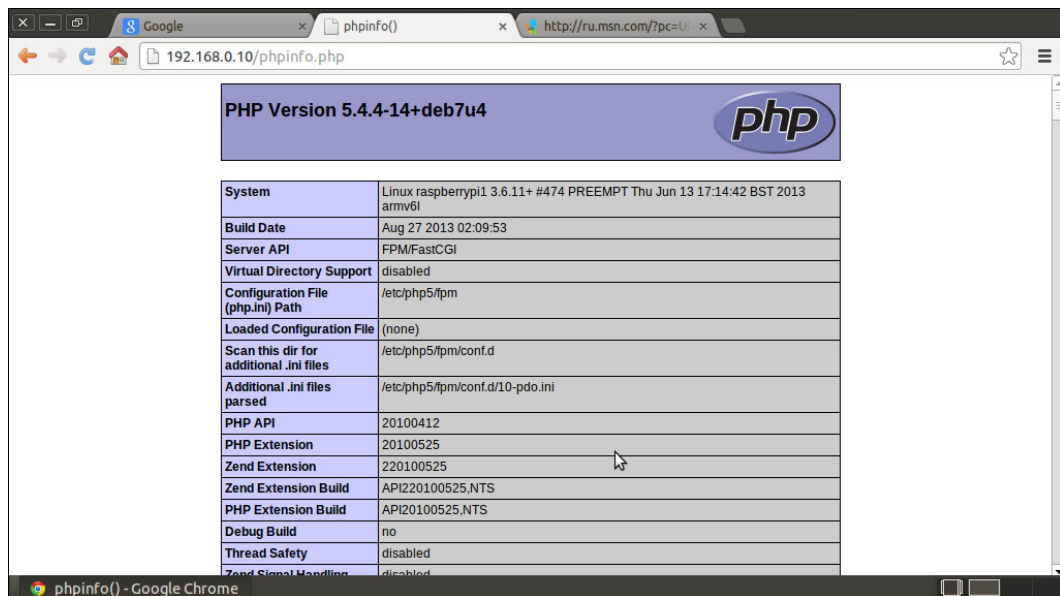 Google
phpinfo()
http://ru.msn.com/?pc=U
192.168.0.10/phpinfo.php
PHP Version 5.4.4-14+deb7u4
php
System
Linux raspberrypi1 3.6.11+ #474 PREEMPT Thu Jun 13 17:14:42 BST 2013
armv6l
Build Date
Aug 27 2013 02:09:53
Server API
FPM/FastCGI
Virtual Directory Support
disabled
Configuration File
(php.ini) Path
/etc/php5/fpm
Loaded Configuration File
(none)
Scan this dir for
additional .ini files
/etc/php5/fpm/conf.d
Additional .ini files
parsed
/etc/php5/fpm/conf.d/10-pdo.ini
PHP API
20100412
PHP Extension
20100525
Zend Extension
220100525
Zend Extension Build
API220100525,NTS
PHP Extension Build
API20100525,NTS
Debug Build
no
Thread Safety
disabled
Zend Signal Handling
disabled
phpinfo() - Google Chrome